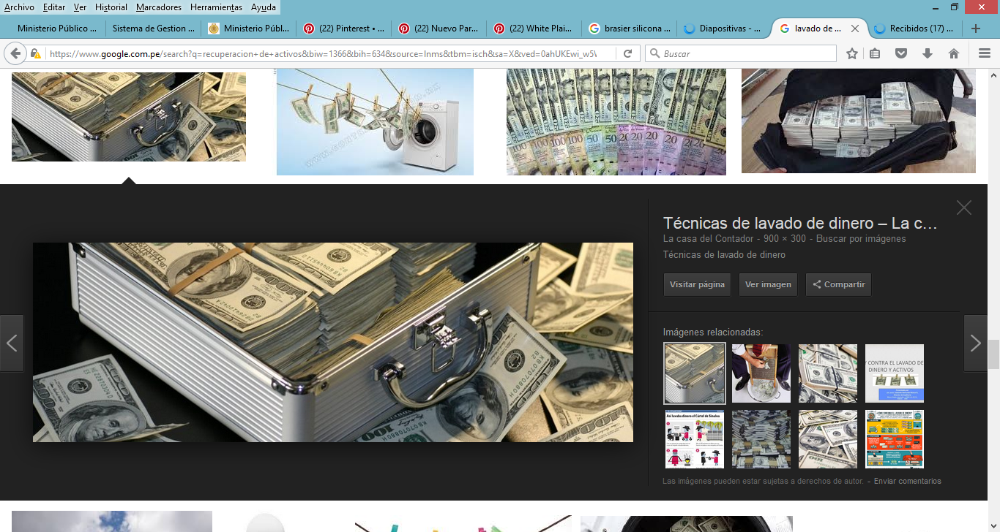 Archivo Editar Ver Historial Marcadores Herramientas Ayuda
Ministerio Público ... Sistema de Gestion ... Ministerio Públ... (22) Pinterest • ... (22) Nuevo Par... (22) White Plai... brasier silicona ... Diapositivas - ... lavado de ... Recibidos (17) ...
https://www.google.com.pe/search?q=recuperacion+de+activos&biw=1366&bih=634&source=lnms&tbm=isch&sa=X&ved=0ahUKEwi_w5V
Buscar
Técnicas de lavado de dinero – La c...
La casa del Contador - 900 × 300 - Buscar por imágenes
Técnicas de lavado de dinero
Visitar página Ver imagen Compartir
Imágenes relacionadas:
Y CONTRA EL LAVADO DE
DINERO Y ACTIVOS
Así lavaba dinero el Cártel de Sinaloa
Las imágenes pueden estar sujetas a derechos de autor. - Enviar comentarios